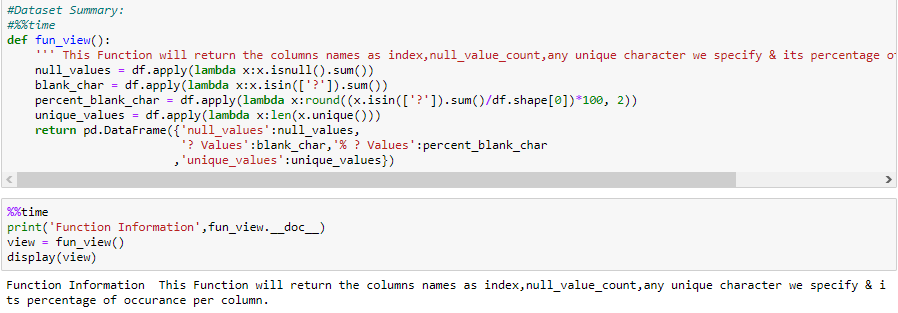 #Dataset Summary:
#%%time
def fun_view():
    ''' This Function will return the columns names as index,null_value_count,any unique character we specify & its percentage o
    null_values = df.apply(lambda x:x.isnull().sum())
    blank_char = df.apply(lambda x:x.isin(['?']).sum())
    percent_blank_char = df.apply(lambda x:round((x.isin(['?']).sum()/df.shape[0])*100, 2))
    unique_values = df.apply(lambda x:len(x.unique()))
    return pd.DataFrame({'null_values':null_values,
                         '? Values':blank_char,'% ? Values':percent_blank_char
                        ,'unique_values':unique_values})
%%time
print('Function Information',fun_view.__doc__)
view = fun_view()
display(view)
Function Information  This Function will return the columns names as index,null_value_count,any unique character we specify & i
ts percentage of occurance per column.